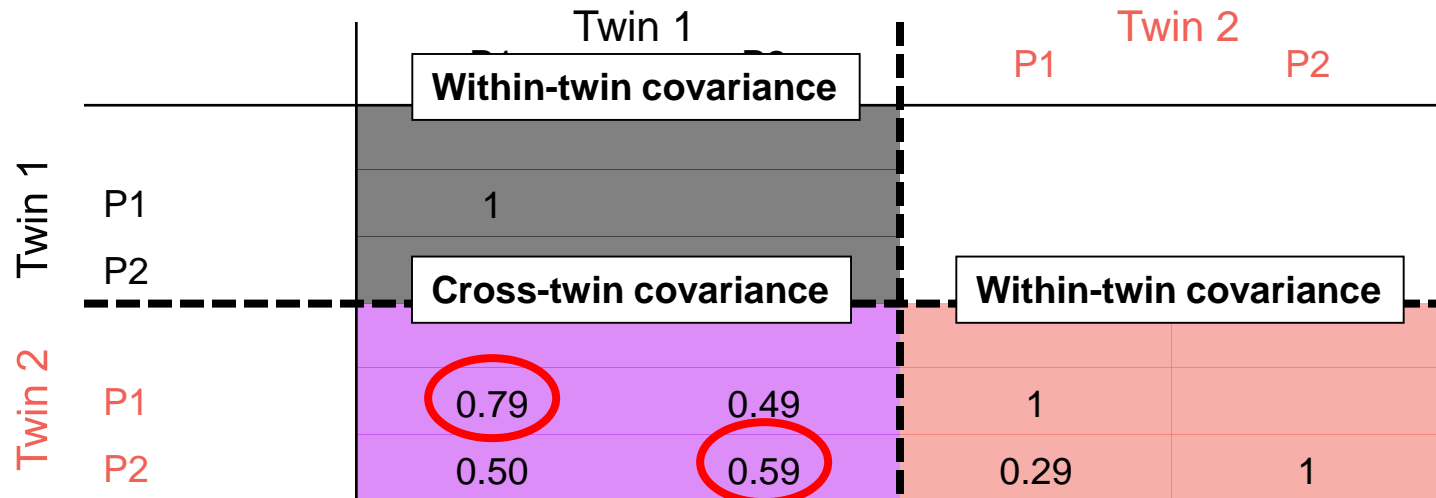 Twin 1 Twin 2
P1 P2
Within-twin covariance
Twin 1
P1 1
P2
Cross-twin covariance Within-twin covariance
Twin 2
P1 0.79 0.49 1
P2 0.50 0.59 0.29 1